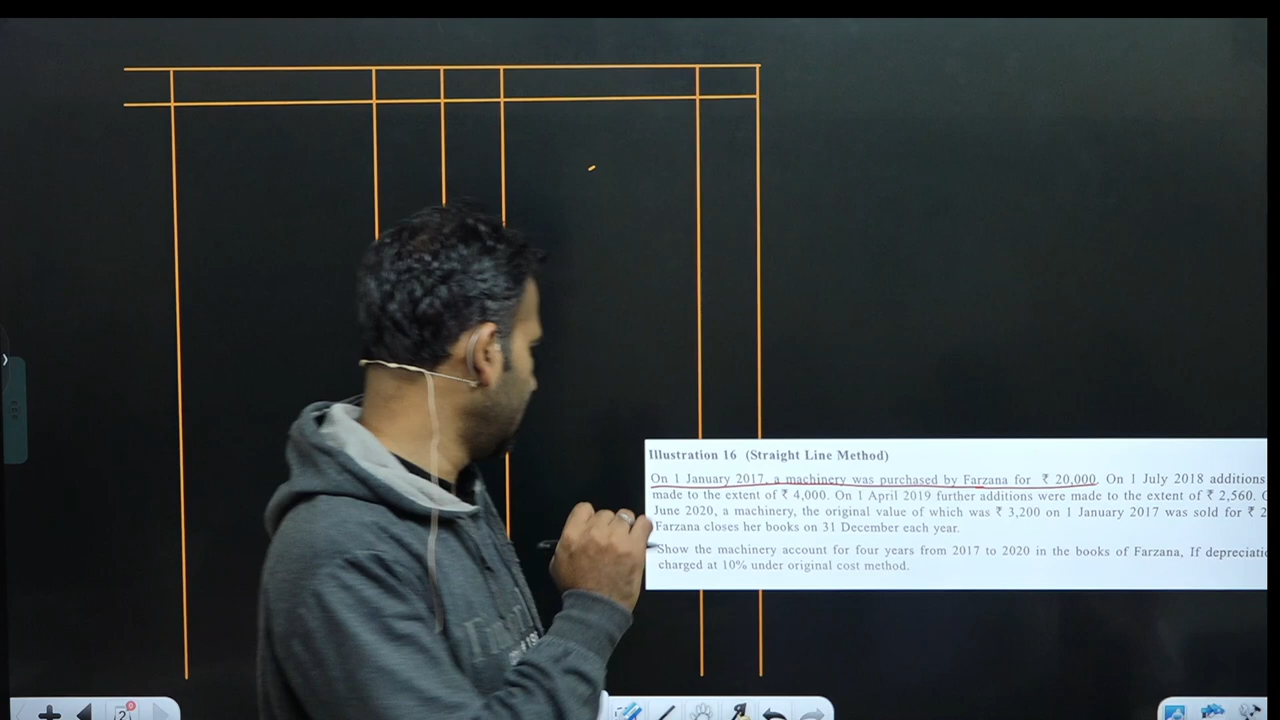 Illustration 16 (Straight Line Method)
On 1 January 2017, a machinery was purchased by Farzana for ₹ 20,000. On 1 July 2018 additions
made to the extent of ₹ 4,000. On 1 April 2019 further additions were made to the extent of ₹ 2,560.
June 2020, a machinery, the original value of which was ₹ 3,200 on 1 January 2017 was sold for ₹ 2
Farzana closes her books on 31 December each year.
Show the machinery account for four years from 2017 to 2020 in the books of Farzana, If depreciatio
charged at 10% under original cost method.
2